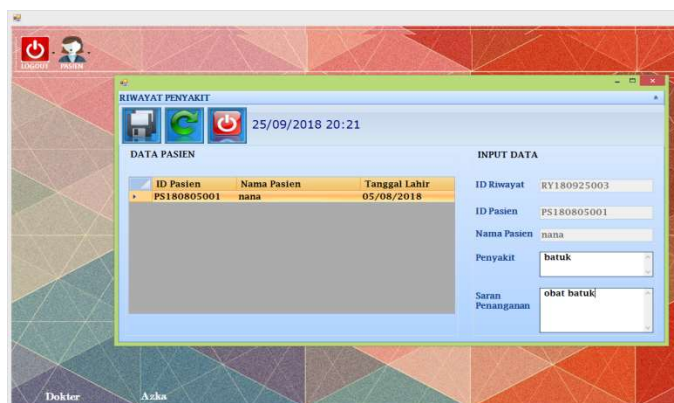 LOGOUT
PASIEN
RIWAYAT PENYAKIT
25/09/2018 20:21
DATA PASIEN
INPUT DATA
ID Pasien Nama Pasien Tanggal Lahir
PS180805001 nana 05/08/2018
ID Riwayat RY180925003
ID Pasien PS180805001
Nama Pasien nana
Penyakit batuk
Saran Penanganan obat batuk
Dokter Azka